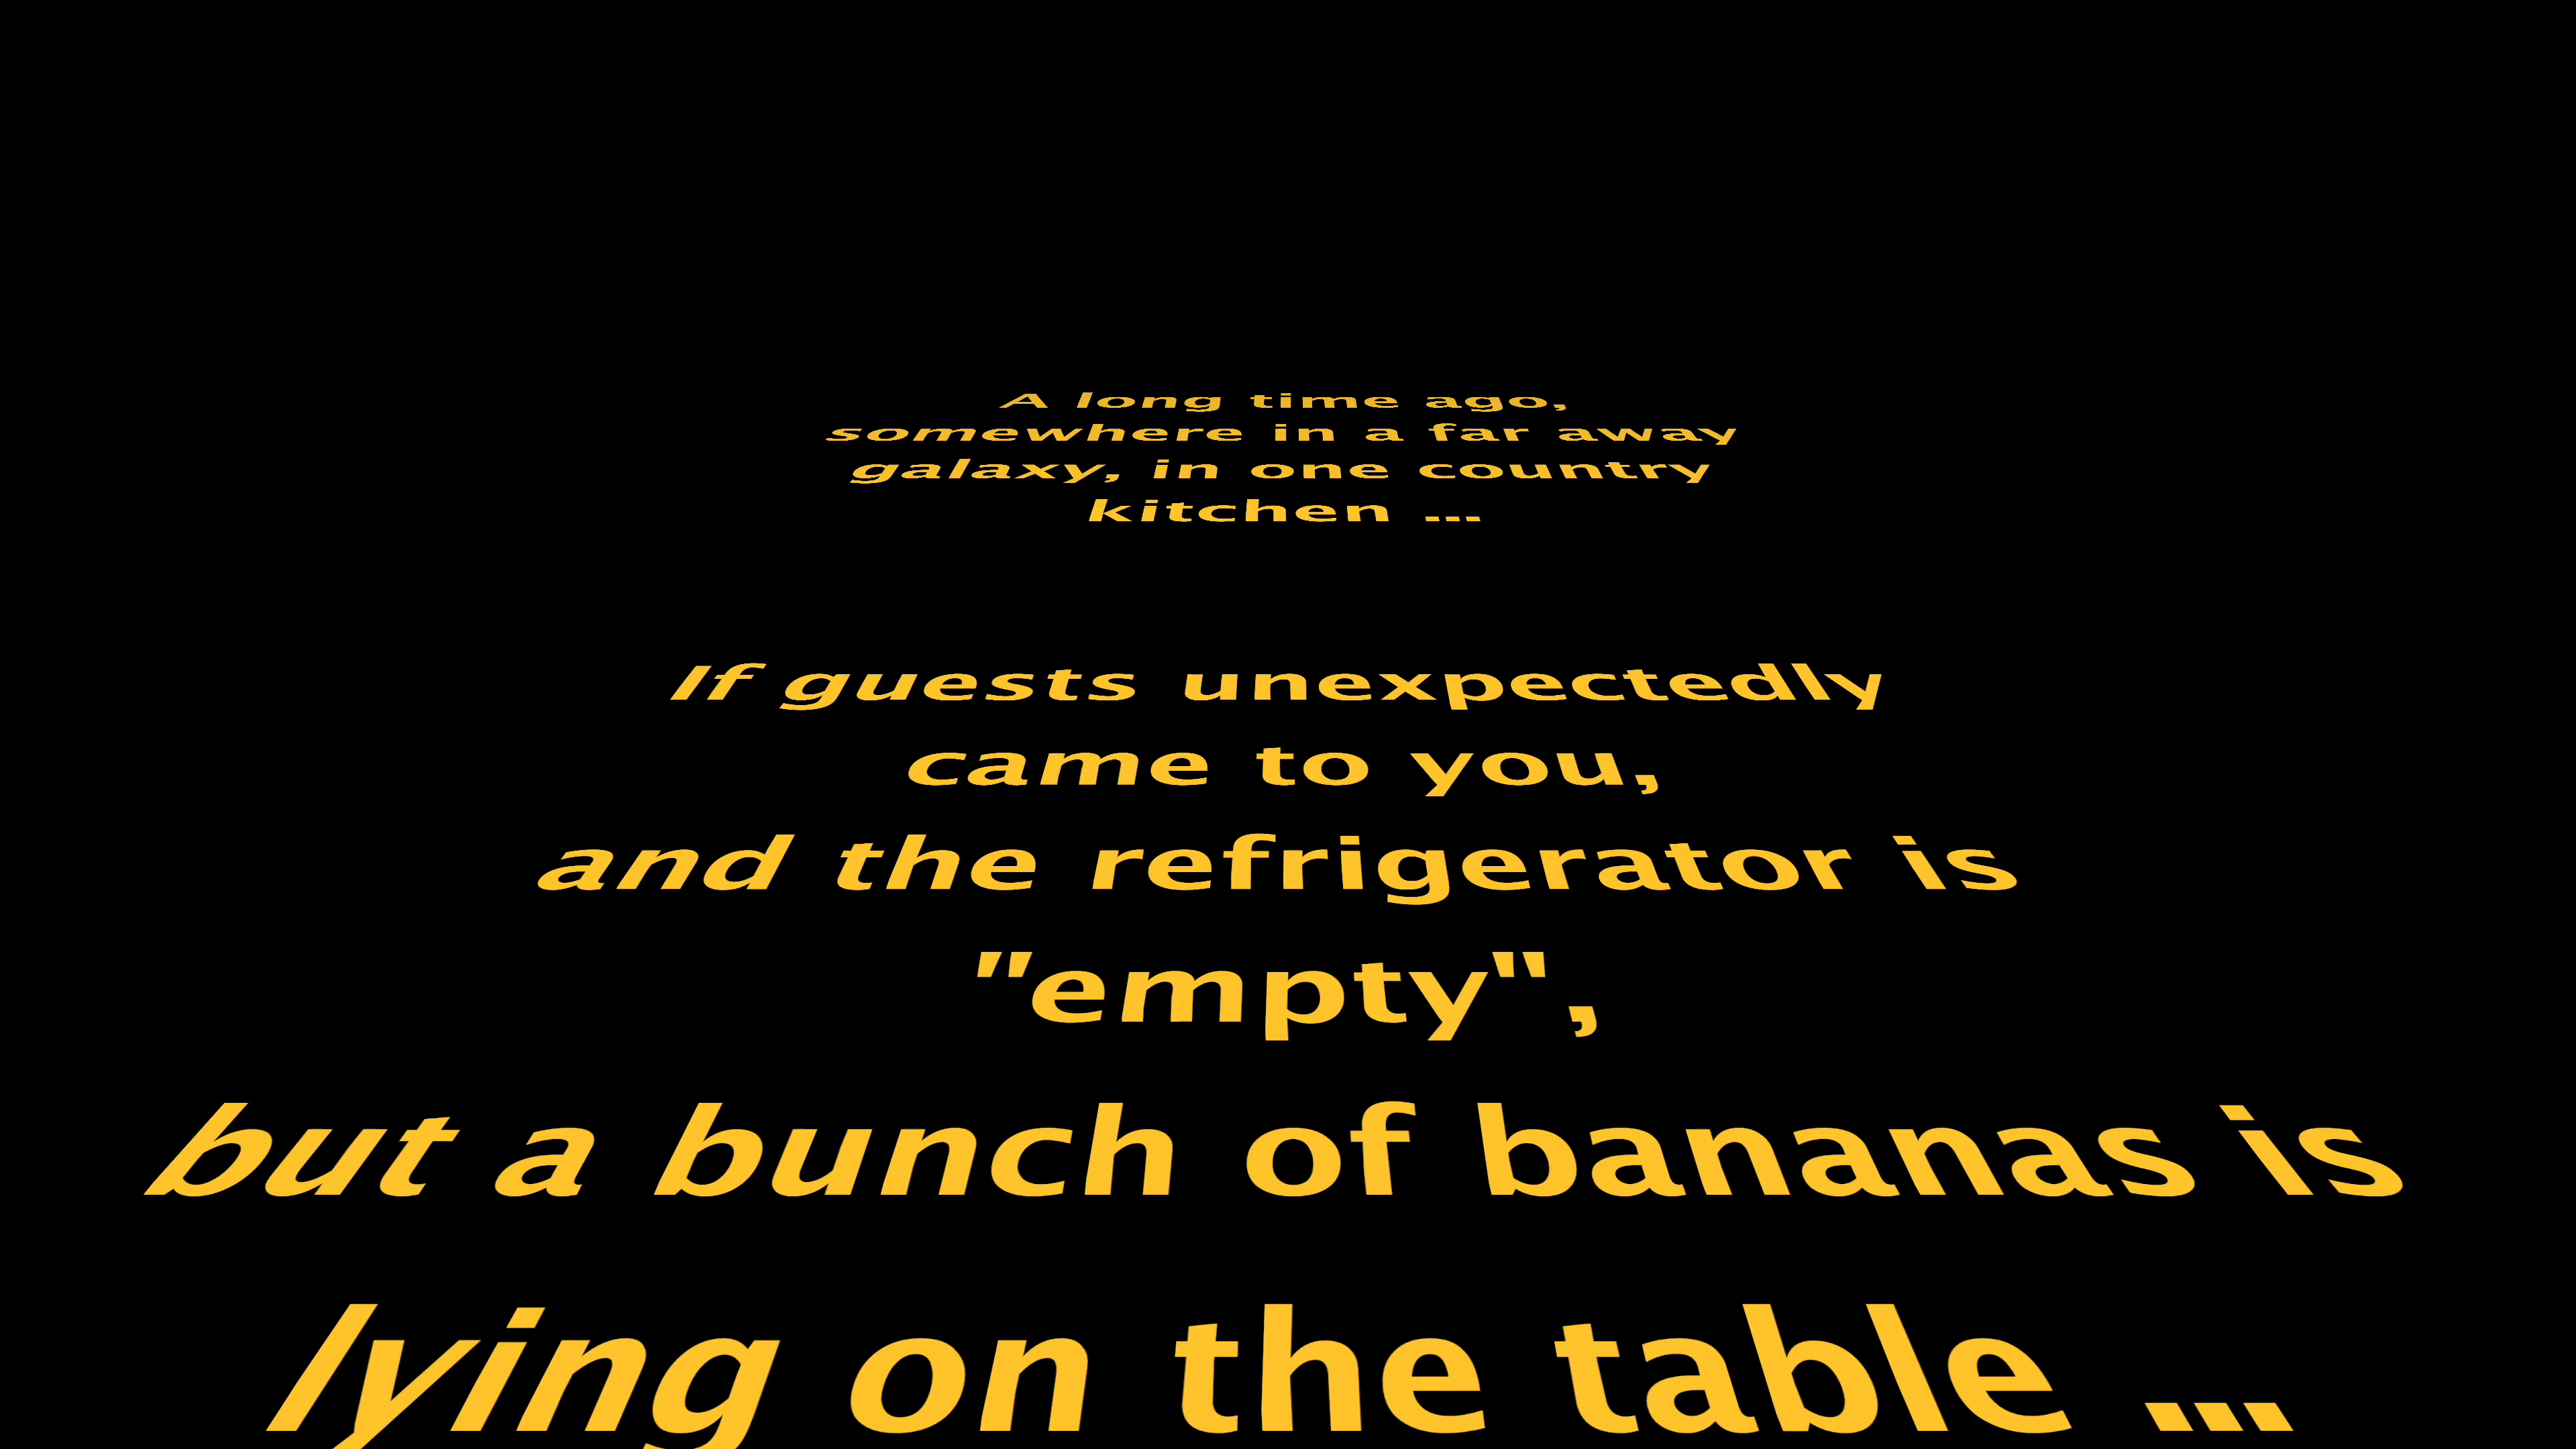 A long time ago,
somewhere in a far away
galaxy, in one country
kitchen ...
If guests unexpectedly
came to you,
and the refrigerator is
"empty",
but a bunch of bananas is
lying on the table ...